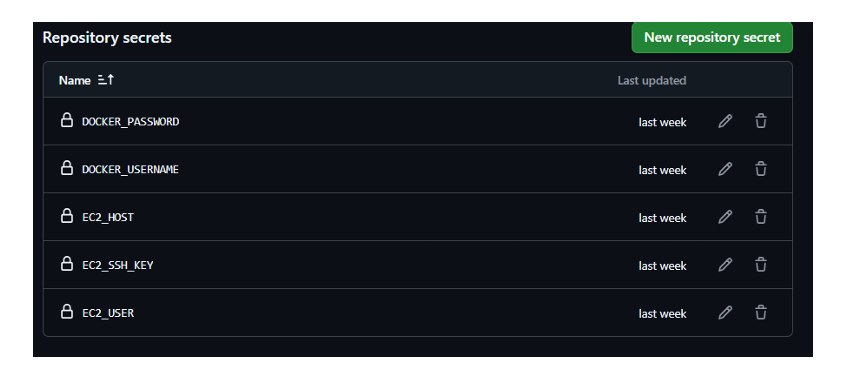 Repository secrets New repository secret
Name Last updated
DOCKER_PASSWORD last week
DOCKER_USERNAME last week
EC2_HOST last week
EC2_SSH_KEY last week
EC2_USER last week